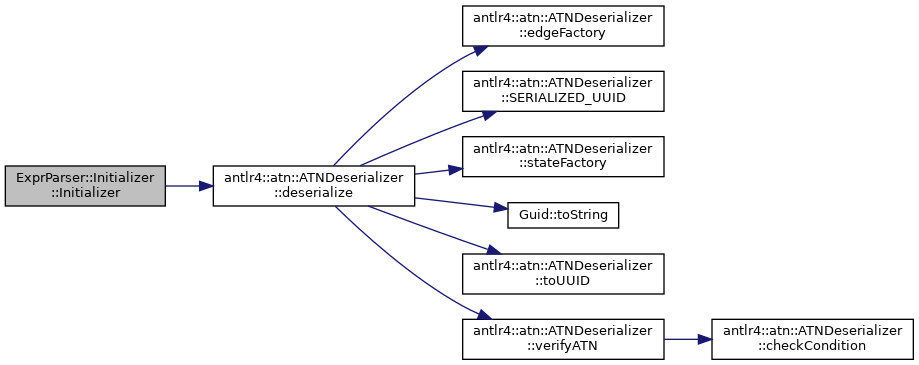 antlr4::atn::ATNDeserializer
::edgeFactory
antlr4::atn::ATNDeserializer
::SERIALIZED_UUID
antlr4::atn::ATNDeserializer
::stateFactory
ExprParser::Initializer
::Initializer
antlr4::atn::ATNDeserializer
::deserialize
Guid::toString
antlr4::atn::ATNDeserializer
::toUUID
antlr4::atn::ATNDeserializer
::verifyATN
antlr4::atn::ATNDeserializer
::checkCondition